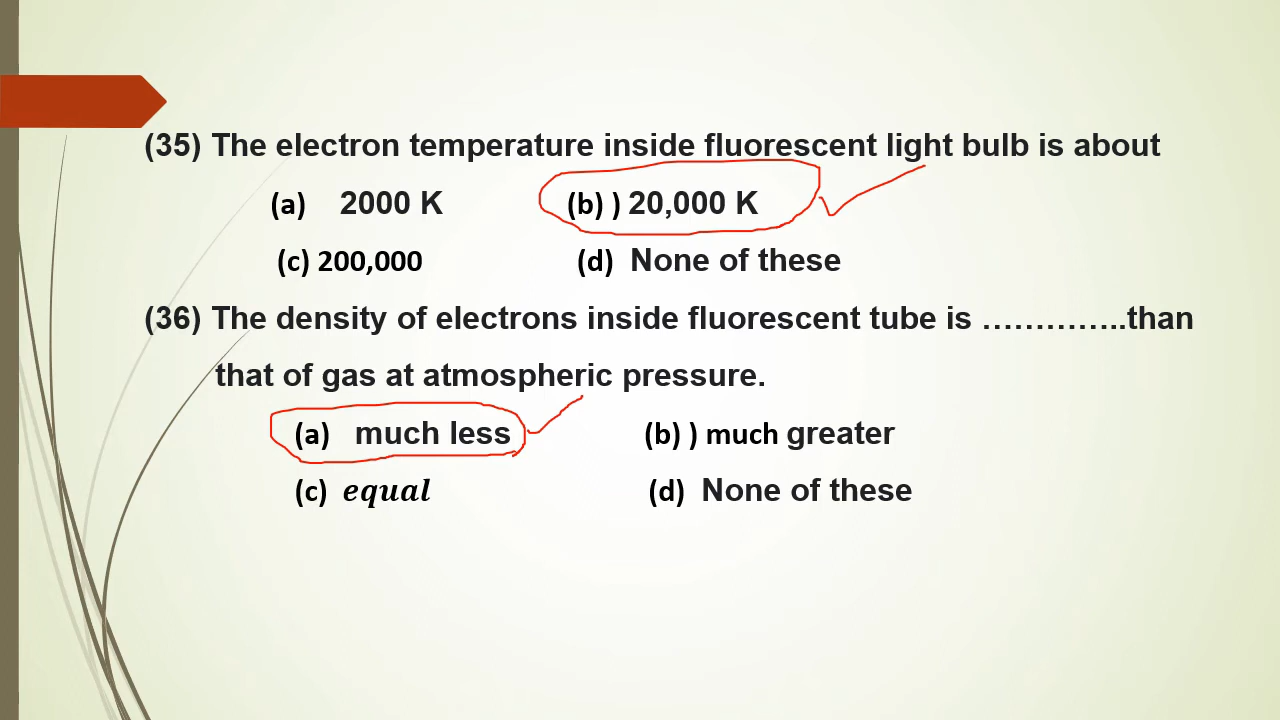 (35) The electron temperature inside fluorescent light bulb is about
(a) 2000 K (b) ) 20,000 K
(c) 200,000 (d) None of these
(36) The density of electrons inside fluorescent tube is …………..than
that of gas at atmospheric pressure.
(a) much less (b) ) much greater
(c) equal (d) None of these